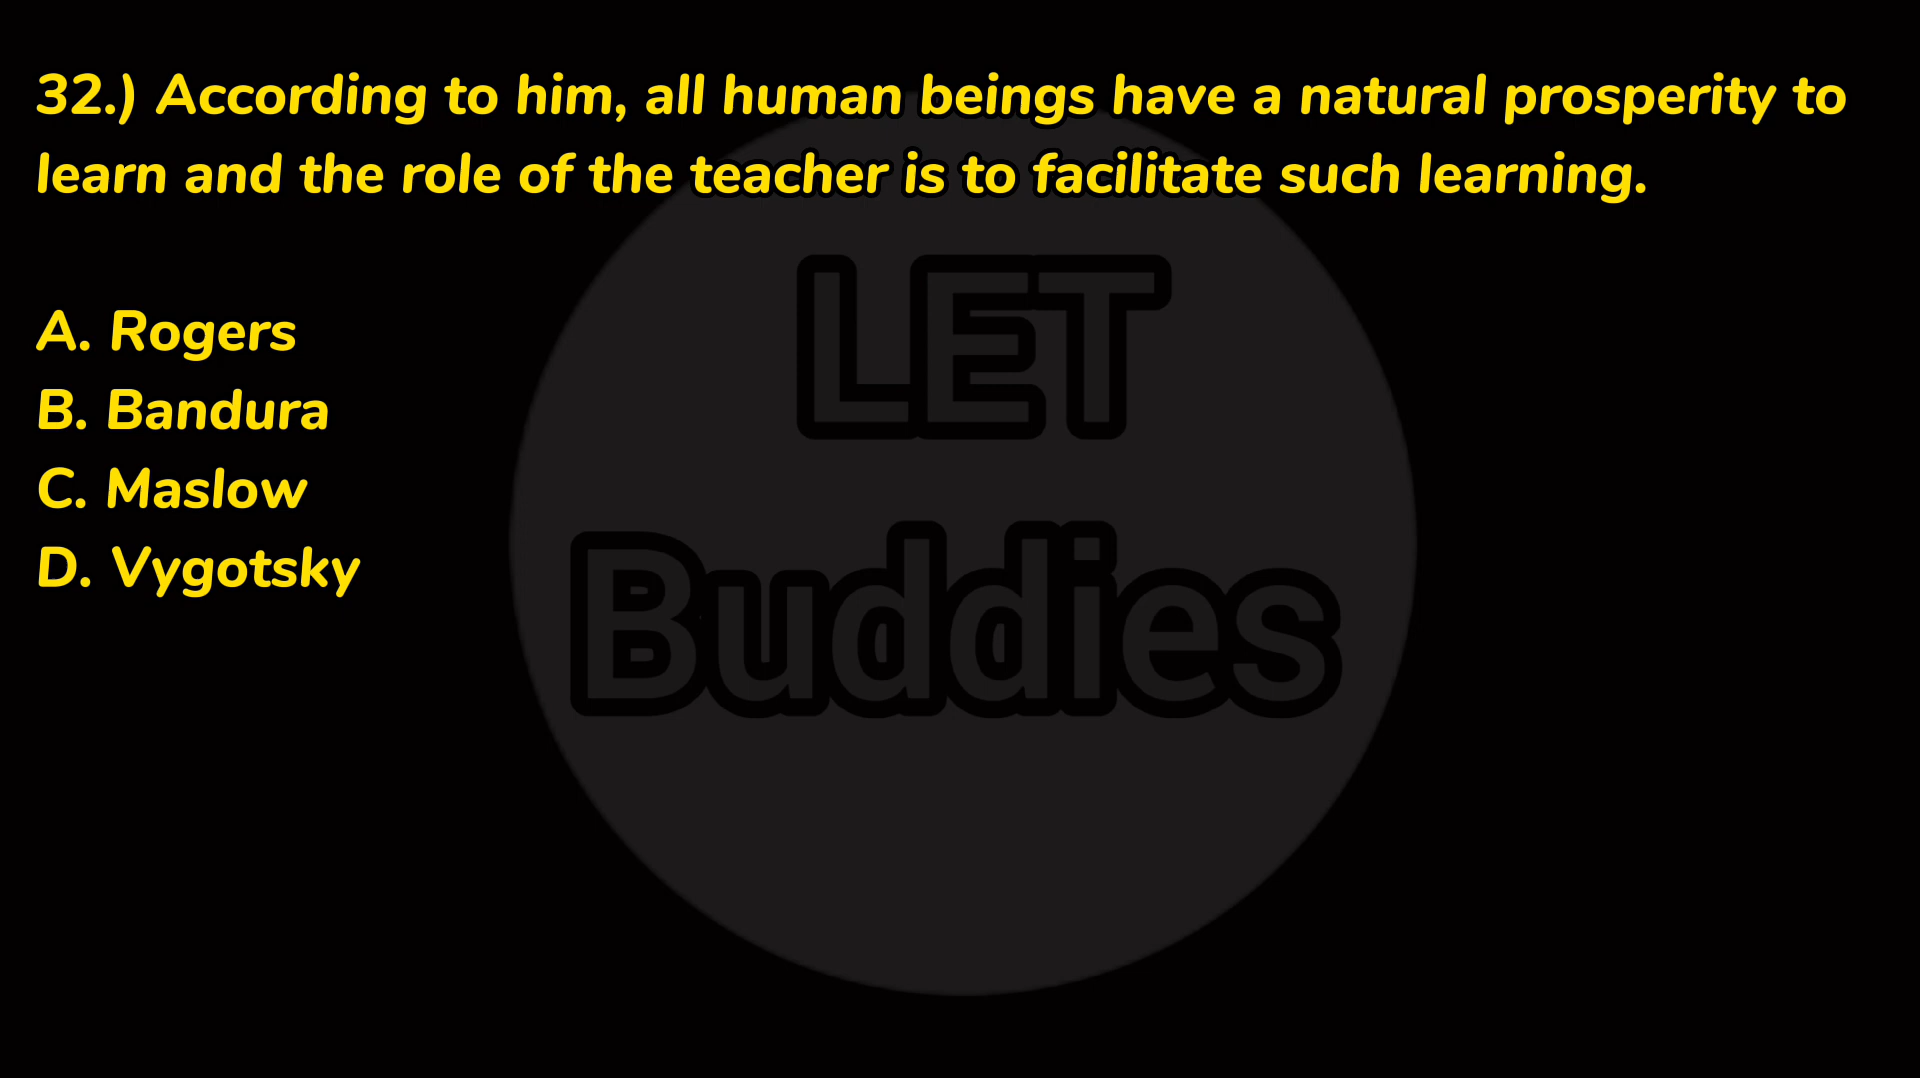 32.) According to him, all human beings have a natural prosperity to
learn and the role of the teacher is to facilitate such learning.
A. Rogers
B. Bandura
C. Maslow
D. Vygotsky
LET
Buddies